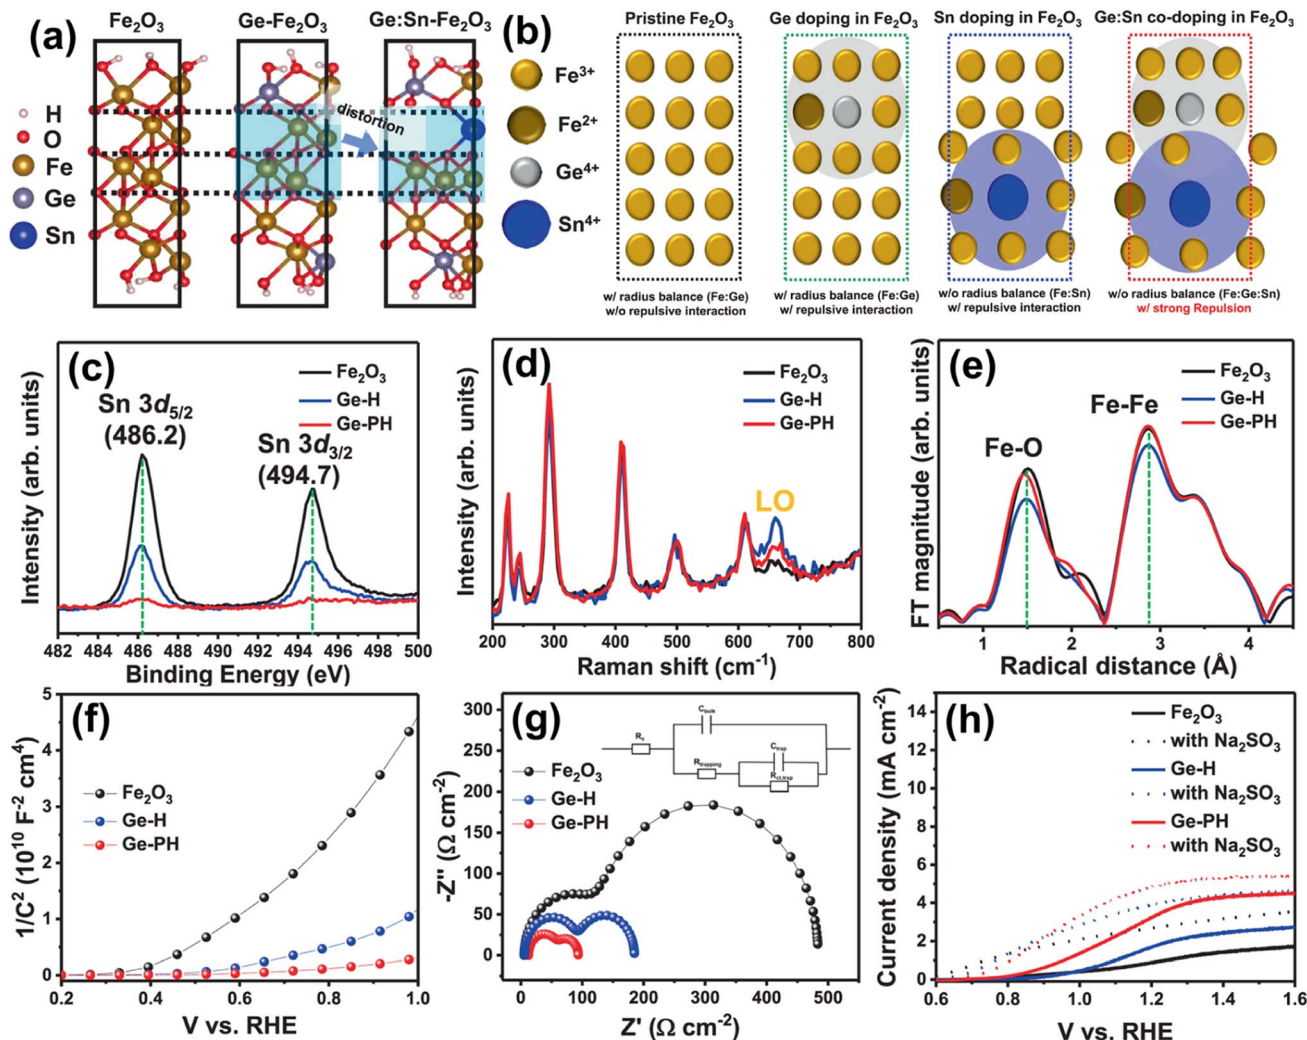 (a)
Fe2O3
Ge-Fe2O3
Ge:Sn-Fe2O3
distortion
H
O
Fe
Ge
Sn
(b)
Pristine Fe2O3
Ge doping in Fe2O3
Sn doping in Fe2O3
Ge:Sn co-doping in Fe2O3
Fe3+
Fe2+
Ge4+
Sn4+
w/ radius balance (Fe:Ge)
w/o repulsive interaction
w/ radius balance (Fe:Ge)
w/ repulsive interaction
w/o radius balance (Fe:Sn)
w/ repulsive interaction
w/o radius balance (Fe:Ge:Sn)
w/ strong Repulsion
(c)
Fe2O3
Ge-H
Ge-PH
Sn 3d5/2
(486.2)
Sn 3d3/2
(494.7)
Intensity (arb. units)
482 484 486 488 490 492 494 496 498 500
Binding Energy (eV)
(d)
Fe2O3
Ge-H
Ge-PH
LO
Intensity (arb. units)
200 300 400 500 600 700 800
Raman shift (cm-1)
(e)
Fe2O3
Ge-H
Ge-PH
Fe-Fe
Fe-O
FT magnitude (arb. units)
1 2 3 4
Radical distance (Å)
(f)
5
4
3
2
1
0
Fe2O3
Ge-H
Ge-PH
1/C2 (1010 F-2 cm4)
0.2 0.4 0.6 0.8 1.0
V vs. RHE
(g)
300
250
200
150
100
50
0
Cbulk
Rs
Ctrap
Rtrapping
Rct,trap
Fe2O3
Ge-H
Ge-PH
-Z'' (Ω cm-2)
0 100 200 300 400 500
Z' (Ω cm-2)
(h)
14
12
10
8
6
4
2
0
Fe2O3
with Na2SO3
Ge-H
with Na2SO3
Ge-PH
with Na2SO3
Current density (mA cm-2)
0.6 0.8 1.0 1.2 1.4 1.6
V vs. RHE